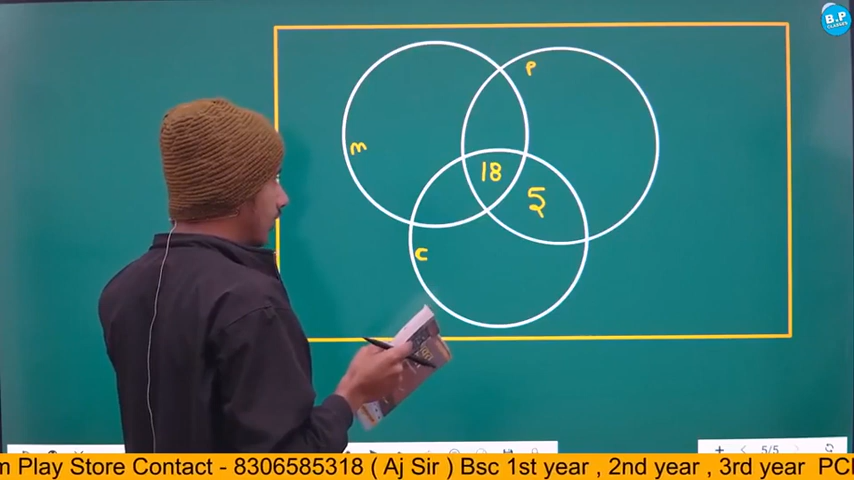 B.P
CLASSES
P
m
18
5
C
5/5
m Play Store Contact - 8306585318 ( Aj Sir ) Bsc 1st year , 2nd year , 3rd year PC